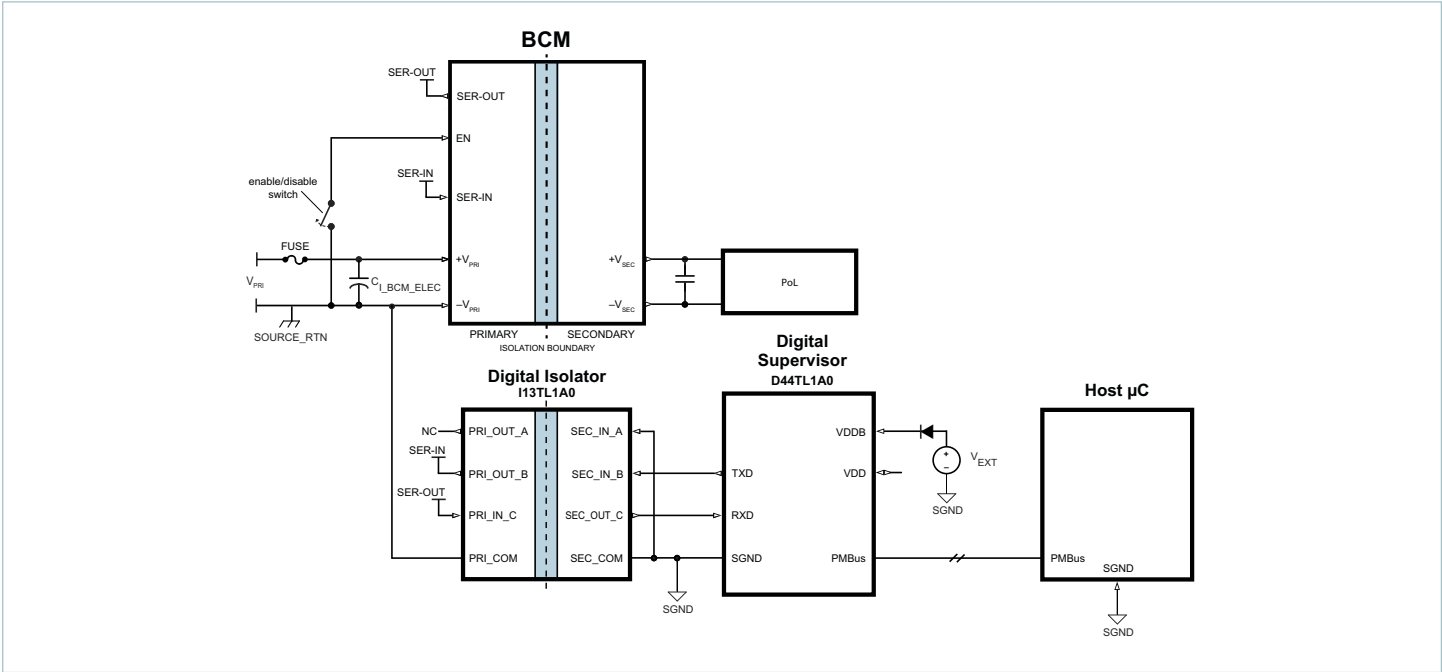 BCM
SER-OUT
SER-OUT
EN
SER-IN
SER-IN
enable/disable
switch
FUSE
+VPRI
VPRI
CI_BCM_ELEC
–VPRI
SOURCE_RTN
+VSEC
–VSEC
PoL
PRIMARY
SECONDARY
ISOLATION BOUNDARY
Digital Isolator
I13TL1A0
NC
PRI_OUT_A
SER-IN
PRI_OUT_B
SER-OUT
PRI_IN_C
PRI_COM
SEC_IN_A
SEC_IN_B
SEC_OUT_C
SEC_COM
SGND
Digital
Supervisor
D44TL1A0
TXD
RXD
SGND
VDDB
VDD
PMBus
+
–
VEXT
SGND
Host µC
PMBus
SGND
SGND